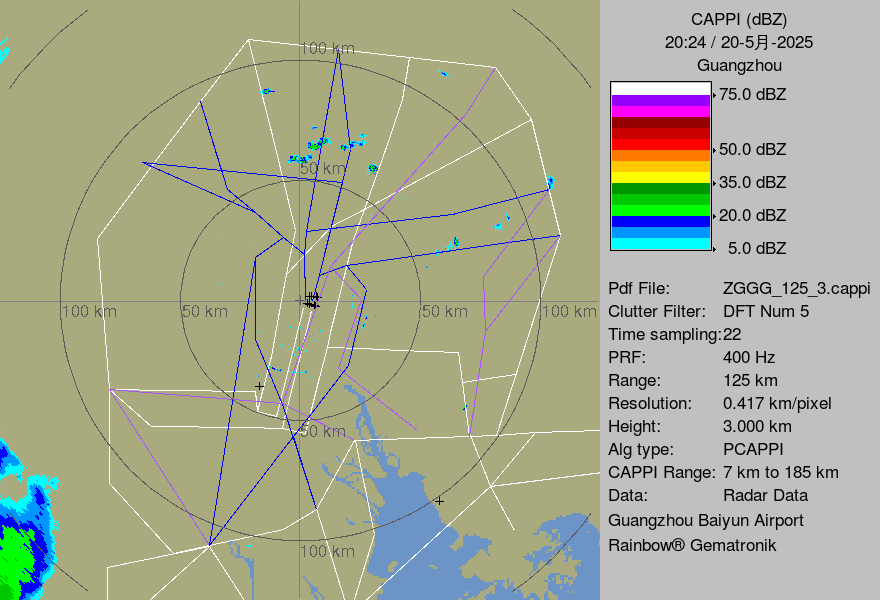 CAPPI (dBZ)
20:24 / 20-5月-2025
Guangzhou
75.0 dBZ
50.0 dBZ
35.0 dBZ
20.0 dBZ
5.0 dBZ
Pdf File: ZGGG_125_3.cappi
Clutter Filter: DFT Num 5
Time sampling:22
PRF: 400 Hz
Range: 125 km
Resolution: 0.417 km/pixel
Height: 3.000 km
Alg type: PCAPPI
CAPPI Range: 7 km to 185 km
Data: Radar Data
Guangzhou Baiyun Airport
Rainbow® Gematronik
100 km
50 km
100 km
50 km
50 km
100 km
50 km
100 km